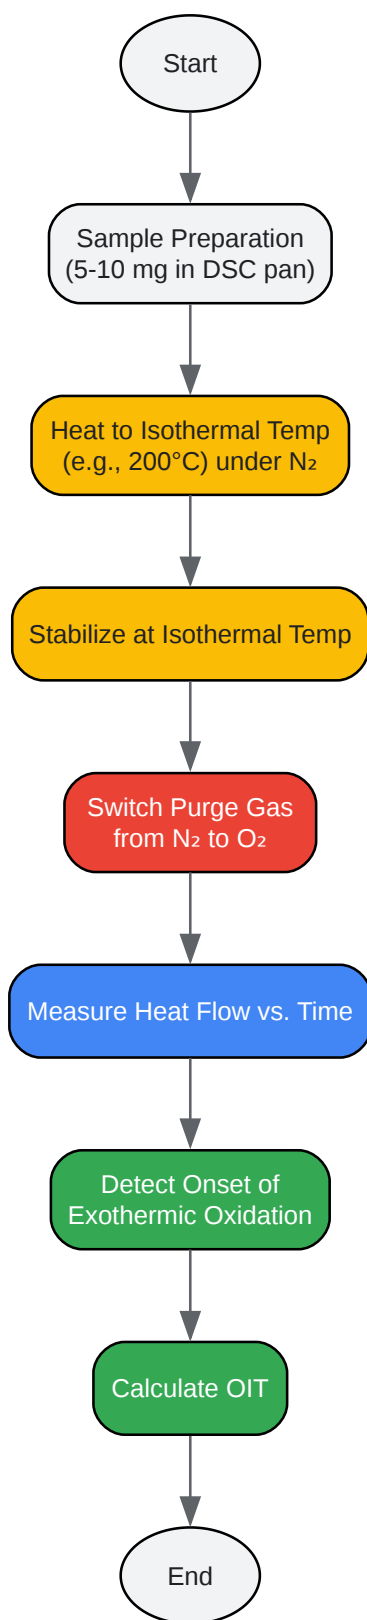 Start
Sample Preparation
(5-10 mg in DSC pan)
Heat to Isothermal Temp
(e.g., 200°C) under N₂
Stabilize at Isothermal Temp
Switch Purge Gas
from N₂ to O₂
Measure Heat Flow vs. Time
Detect Onset of
Exothermic Oxidation
Calculate OIT
End